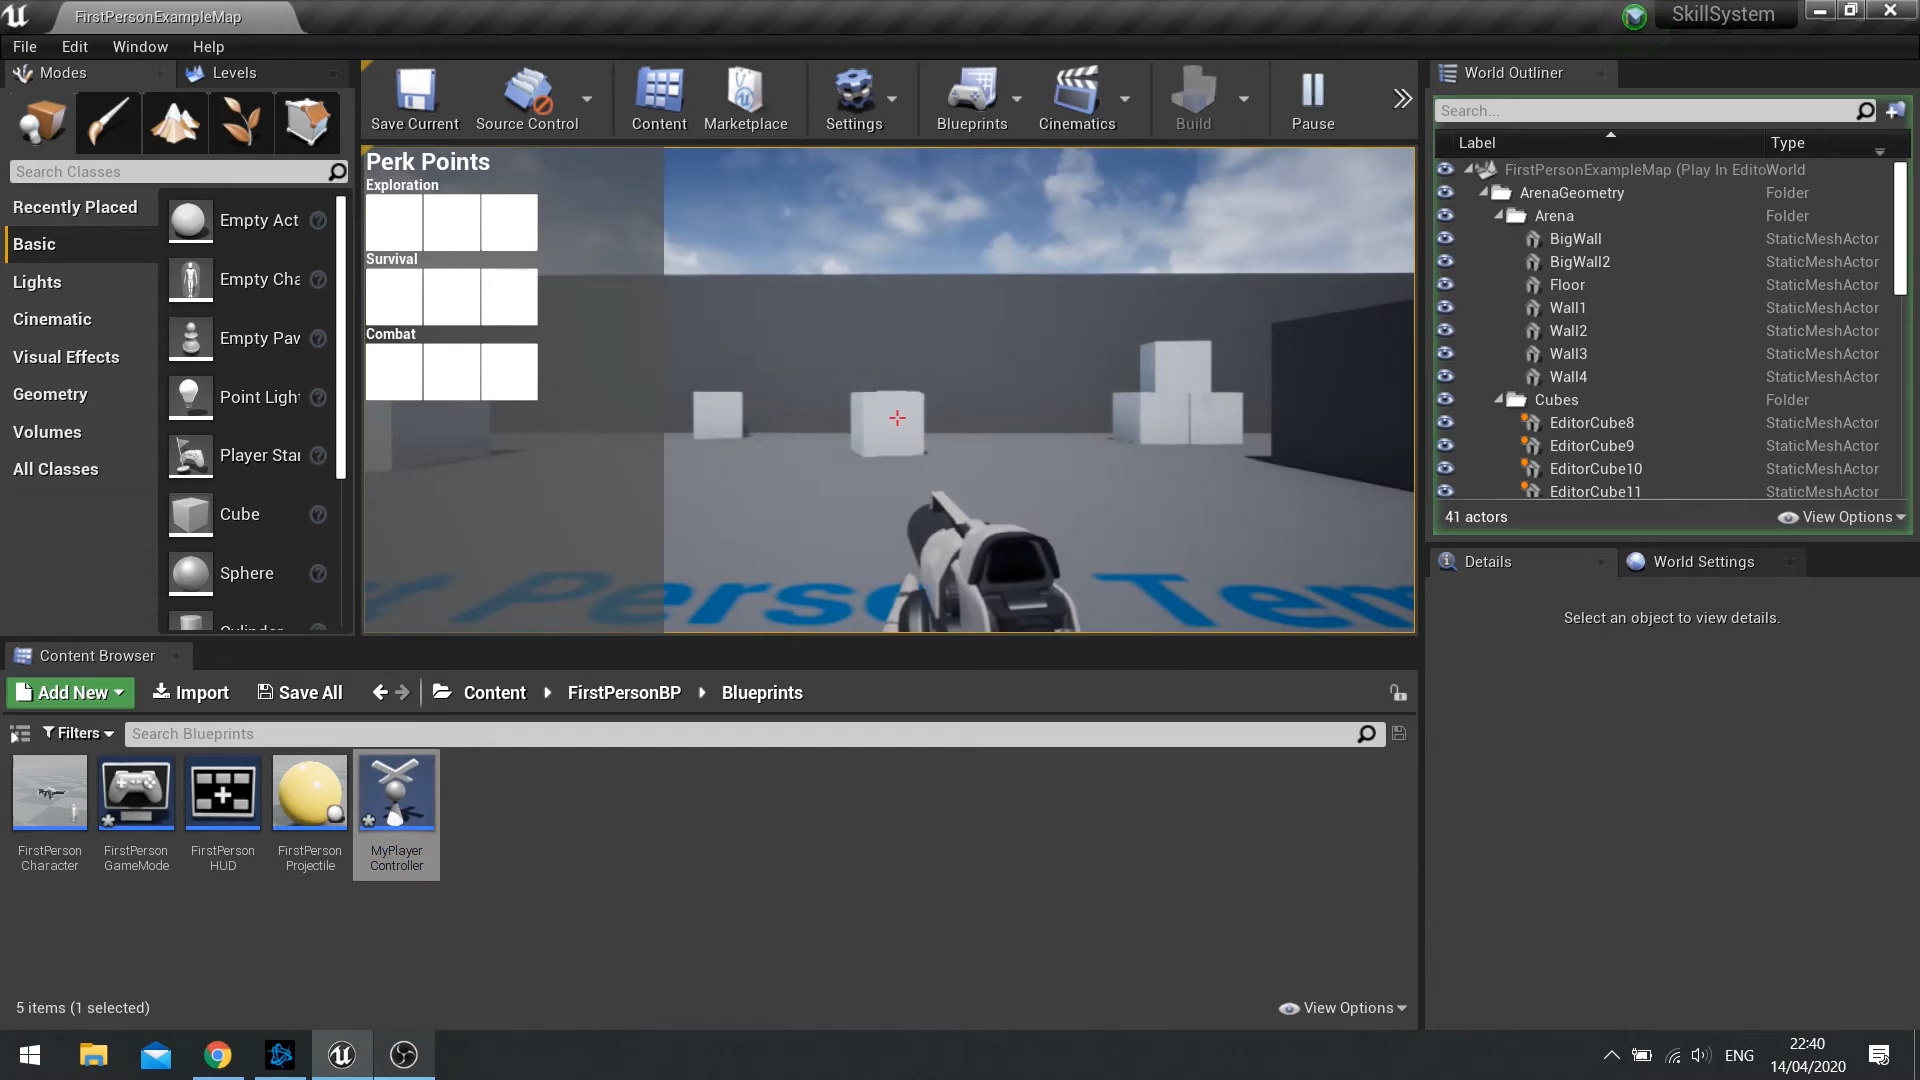 FirstPersonExampleMap
SkillSystem
File Edit Window Help
Modes
Levels
Search Classes
Recently Placed
Basic
Lights
Cinematic
Visual Effects
Geometry
Volumes
All Classes
Empty Act
Empty Cha
Empty Paw
Point Light
Player Star
Cube
Sphere
Cylinder
Save Current
Source Control
Content
Marketplace
Settings
Blueprints
Cinematics
Build
Pause
Perk Points
Exploration
Survival
Combat
World Outliner
Search...
Label Type
FirstPersonExampleMap (Play In Edito World
ArenaGeometry Folder
Arena Folder
BigWall StaticMeshActor
BigWall2 StaticMeshActor
Floor StaticMeshActor
Wall1 StaticMeshActor
Wall2 StaticMeshActor
Wall3 StaticMeshActor
Wall4 StaticMeshActor
Cubes Folder
EditorCube8 StaticMeshActor
EditorCube9 StaticMeshActor
EditorCube10 StaticMeshActor
EditorCube11 StaticMeshActor
41 actors
View Options
Details
World Settings
Select an object to view details.
Content Browser
Add New Import Save All Content FirstPersonBP Blueprints
Filters
Search Blueprints
FirstPerson
Character
FirstPerson
GameMode
FirstPerson
HUD
FirstPerson
Projectile
MyPlayer
Controller
5 items (1 selected)
View Options
ENG
22:40
14/04/2020